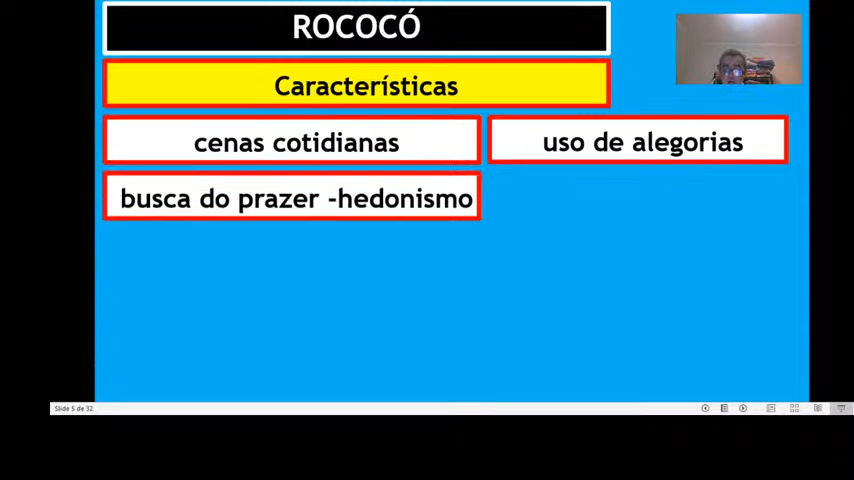 ROCOCÓ
Características
cenas cotidianas
uso de alegorias
busca do prazer -hedonismo
Slide 5 de 32